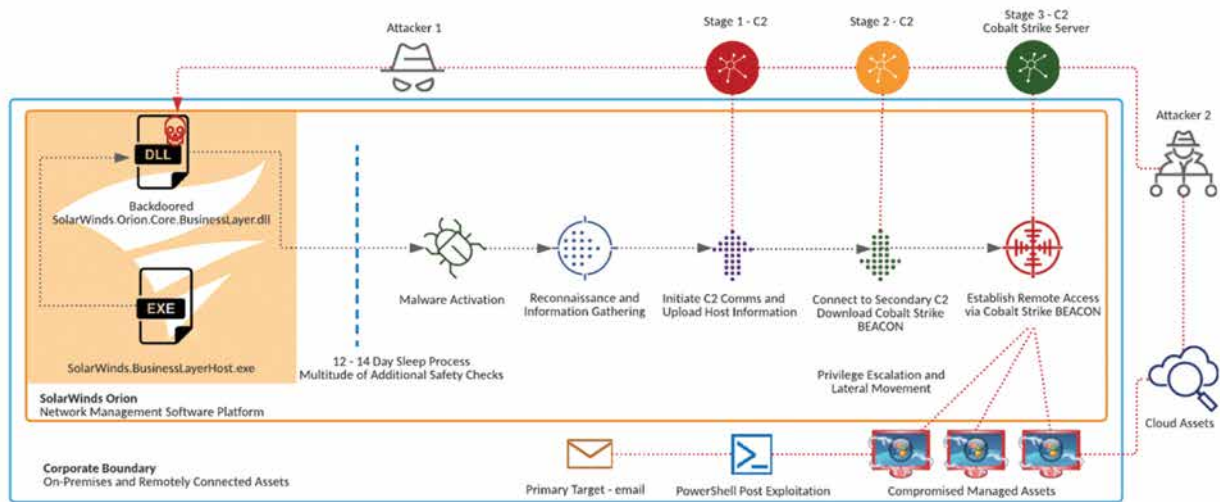 Attacker 1
Stage 1 - C2
Stage 2 - C2
Stage 3 - C2
Cobalt Strike Server
Attacker 2
DLL
Backdoored
SolarWinds.Orion.Core.BusinessLayer.dll
EXE
SolarWinds.BusinessLayerHost.exe
12 - 14 Day Sleep Process
Multitude of Additional Safety Checks
Malware Activation
Reconnaissance and
Information Gathering
Initiate C2 Comms and
Upload Host Information
Connect to Secondary C2
Download Cobalt Strike
BEACON
Establish Remote Access
via Cobalt Strike BEACON
Privilege Escalation and
Lateral Movement
SolarWinds Orion
Network Management Software Platform
Cloud Assets
Corporate Boundary
On-Premises and Remotely Connected Assets
Primary Target - email
PowerShell Post Exploitation
Compromised Managed Assets